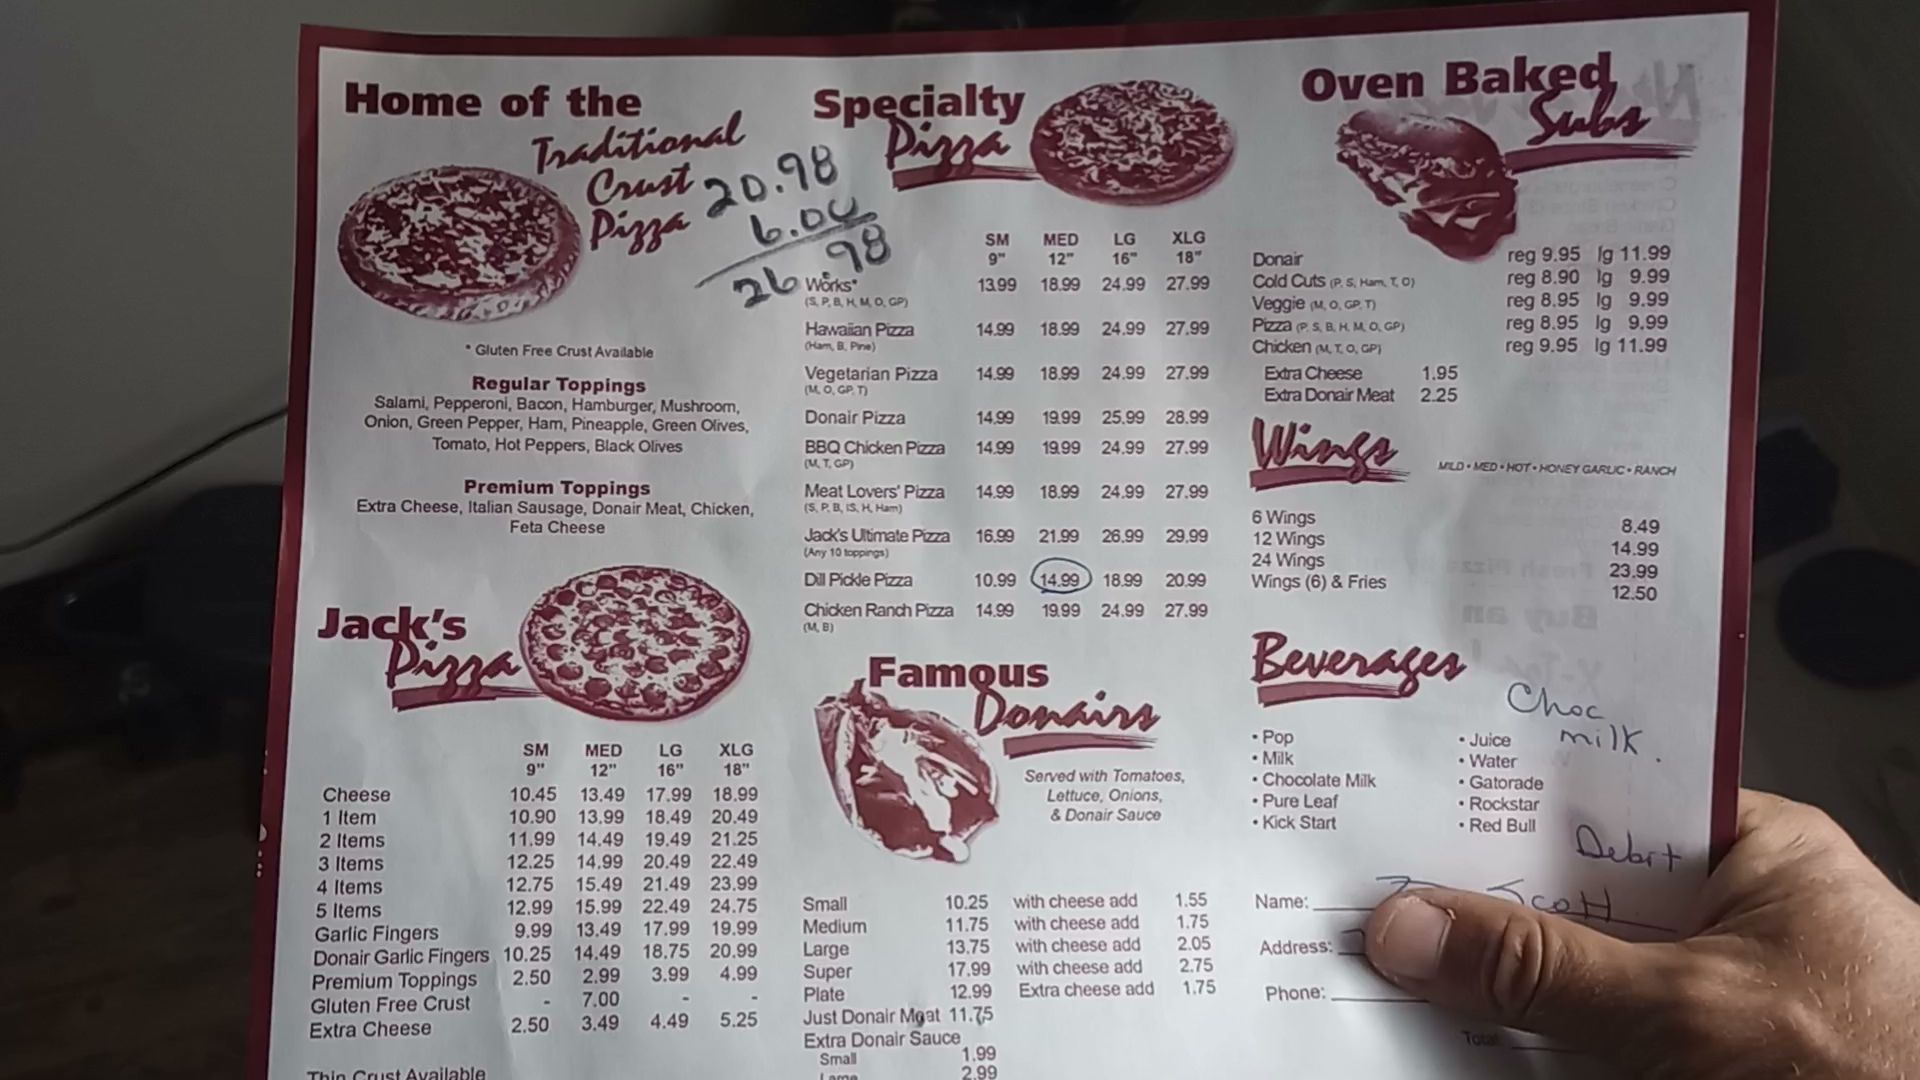 Home of the
Traditional
Crust
Pizza
20.98
6.00
26 98
* Gluten Free Crust Available
Regular Toppings
Salami, Pepperoni, Bacon, Hamburger, Mushroom,
Onion, Green Pepper, Ham, Pineapple, Green Olives,
Tomato, Hot Peppers, Black Olives
Premium Toppings
Extra Cheese, Italian Sausage, Donair Meat, Chicken,
Feta Cheese
Jack's
Pizza
SM MED LG XLG
9" 12" 16" 18"
Cheese 10.45 13.49 17.99 18.99
1 Item 10.90 13.99 18.49 20.49
2 Items 11.99 14.49 19.49 21.25
3 Items 12.25 14.99 20.49 22.49
4 Items 12.75 15.49 21.49 23.99
5 Items 12.99 15.99 22.49 24.75
Garlic Fingers 9.99 13.49 17.99 19.99
Donair Garlic Fingers 10.25 14.49 18.75 20.99
Premium Toppings 2.50 2.99 3.99 4.99
Gluten Free Crust - 7.00 - -
Extra Cheese 2.50 3.49 4.49 5.25
Thin Crust Available
Specialty
Pizza
SM MED LG XLG
9" 12" 16" 18"
Works* 13.99 18.99 24.99 27.99
(S, P, B, H, M, O, GP)
Hawaiian Pizza 14.99 18.99 24.99 27.99
(Ham, B, Pine)
Vegetarian Pizza 14.99 18.99 24.99 27.99
(M, O, GP, T)
Donair Pizza 14.99 19.99 25.99 28.99
BBQ Chicken Pizza 14.99 19.99 24.99 27.99
(M, T, GP)
Meat Lovers' Pizza 14.99 18.99 24.99 27.99
(S, P, B, IS, H, Ham)
Jack's Ultimate Pizza 16.99 21.99 26.99 29.99
(Any 10 toppings)
Dill Pickle Pizza 10.99 14.99 18.99 20.99
Chicken Ranch Pizza 14.99 19.99 24.99 27.99
(M, B)
Famous
Donairs
Served with Tomatoes,
Lettuce, Onions,
& Donair Sauce
Small 10.25 with cheese add 1.55
Medium 11.75 with cheese add 1.75
Large 13.75 with cheese add 2.05
Super 17.99 with cheese add 2.75
Plate 12.99 Extra cheese add 1.75
Just Donair Meat 11.75
Extra Donair Sauce
Small 1.99
Large 2.99
Oven Baked
Subs
Donair reg 9.95 lg 11.99
Cold Cuts (P, S, Ham, T, O) reg 8.90 lg 9.99
Veggie (M, O, GP, T) reg 8.95 lg 9.99
Pizza (P, S, B, H, M, O, GP) reg 8.95 lg 9.99
Chicken (M, T, O, GP) reg 9.95 lg 11.99
Extra Cheese 1.95
Extra Donair Meat 2.25
Wings
MILD • MED • HOT • HONEY GARLIC • RANCH
6 Wings 8.49
12 Wings 14.99
24 Wings 23.99
Wings (6) & Fries 12.50
Beverages
Choc
milk.
• Pop
• Milk
• Chocolate Milk
• Pure Leaf
• Kick Start
• Juice
• Water
• Gatorade
• Rockstar
• Red Bull
Debit
Name: Scott
Address:
Phone:
Total: